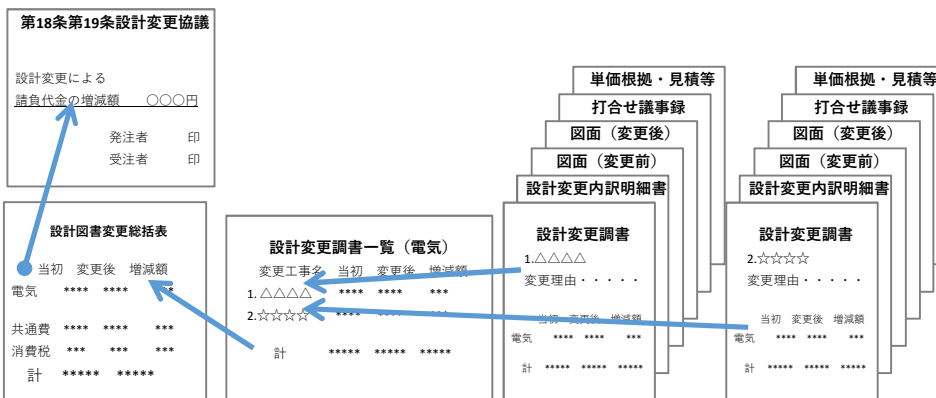 第18条第19条設計変更協議
設計変更による
請負代金の増減額　○○○円
発注者　印
受注者　印
設計図書変更総括表
当初　変更後　増減額
電気　****　****　***
共通費　****　****　***
消費税　***　***　***
計　*****　*****
設計変更調書一覧（電気）
変更工事名　当初　変更後　増減額
1. △△△△　****　****　***
2.☆☆☆☆　****　****　***
計　*****　*****　*****
単価根拠・見積等
打合せ議事録
図面（変更後）
図面（変更前）
設計変更内訳明細書
設計変更調書
1.△△△△
変更理由・・・・・
当初　変更後　増減額
電気　****　****　***
計　*****　*****　*****
単価根拠・見積等
打合せ議事録
図面（変更後）
図面（変更前）
設計変更内訳明細書
設計変更調書
2.☆☆☆☆
変更理由・・・・・
当初　変更後　増減額
電気　****　****　***
計　*****　*****　*****